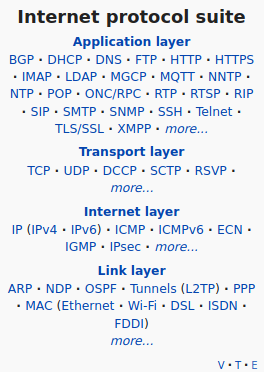 Internet protocol suite
Application layer
BGP · DHCP · DNS · FTP · HTTP · HTTPS
· IMAP · LDAP · MGCP · MQTT · NNTP ·
NTP · POP · ONC/RPC · RTP · RTSP · RIP
· SIP · SMTP · SNMP · SSH · Telnet ·
TLS/SSL · XMPP · more...
Transport layer
TCP · UDP · DCCP · SCTP · RSVP ·
more...
Internet layer
IP (IPv4 · IPv6) · ICMP · ICMPv6 · ECN ·
IGMP · IPsec · more...
Link layer
ARP · NDP · OSPF · Tunnels (L2TP) · PPP
· MAC (Ethernet · Wi-Fi · DSL · ISDN ·
FDDI)
more...
V · T · E